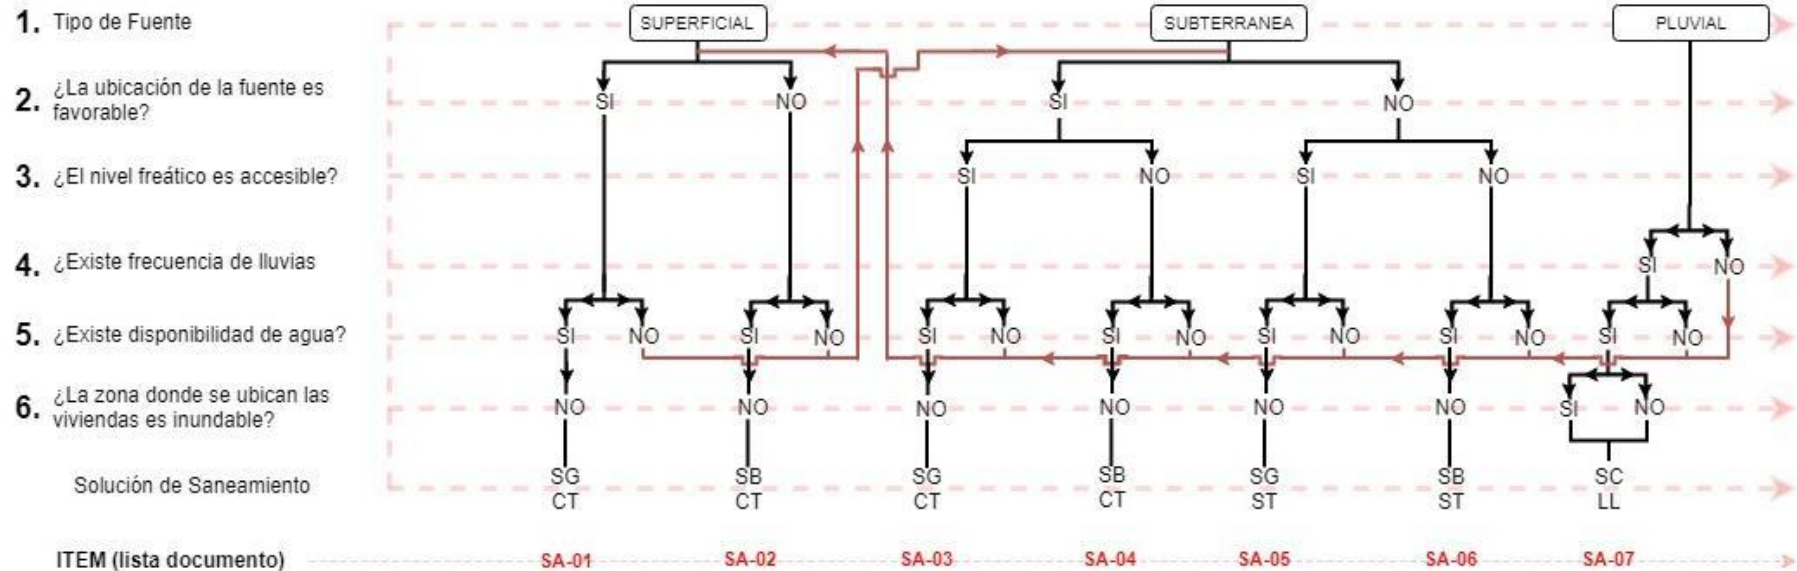 1. Tipo de Fuente
SUPERFICIAL
SUBTERRANEA
PLUVIAL
2. ¿La ubicación de la fuente es
favorable?
SI NO SI NO
3. ¿El nivel freático es accesible?
SI NO SI NO
4. ¿Existe frecuencia de lluvias
SI NO
5. ¿Existe disponibilidad de agua?
SI NO SI NO SI NO SI NO SI NO SI NO SI NO
6. ¿La zona donde se ubican las
viviendas es inundable?
NO NO NO NO NO NO SI NO
Solución de Saneamiento
SG SB SG SB SG SB SC
CT CT CT CT ST ST LL
ITEM (lista documento)
SA-01 SA-02 SA-03 SA-04 SA-05 SA-06 SA-07